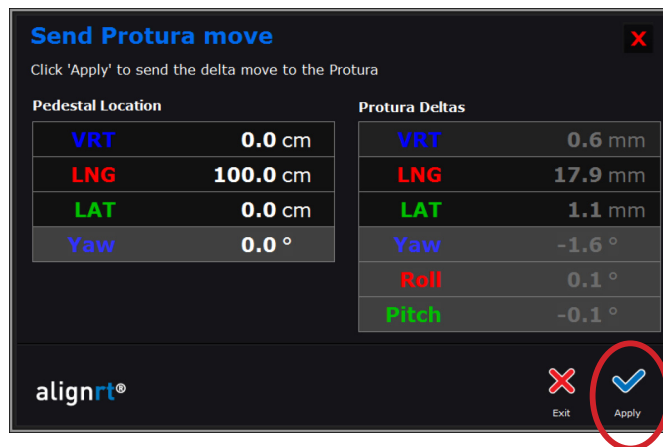 Send Protura move
X
Click 'Apply' to send the delta move to the Protura
Pedestal Location
VRT 0.0 cm
LNG 100.0 cm
LAT 0.0 cm
Yaw 0.0 °
Protura Deltas
VRT 0.6 mm
LNG 17.9 mm
LAT 1.1 mm
Yaw -1.6 °
Roll 0.1 °
Pitch -0.1 °
alignrt®
Exit
Apply